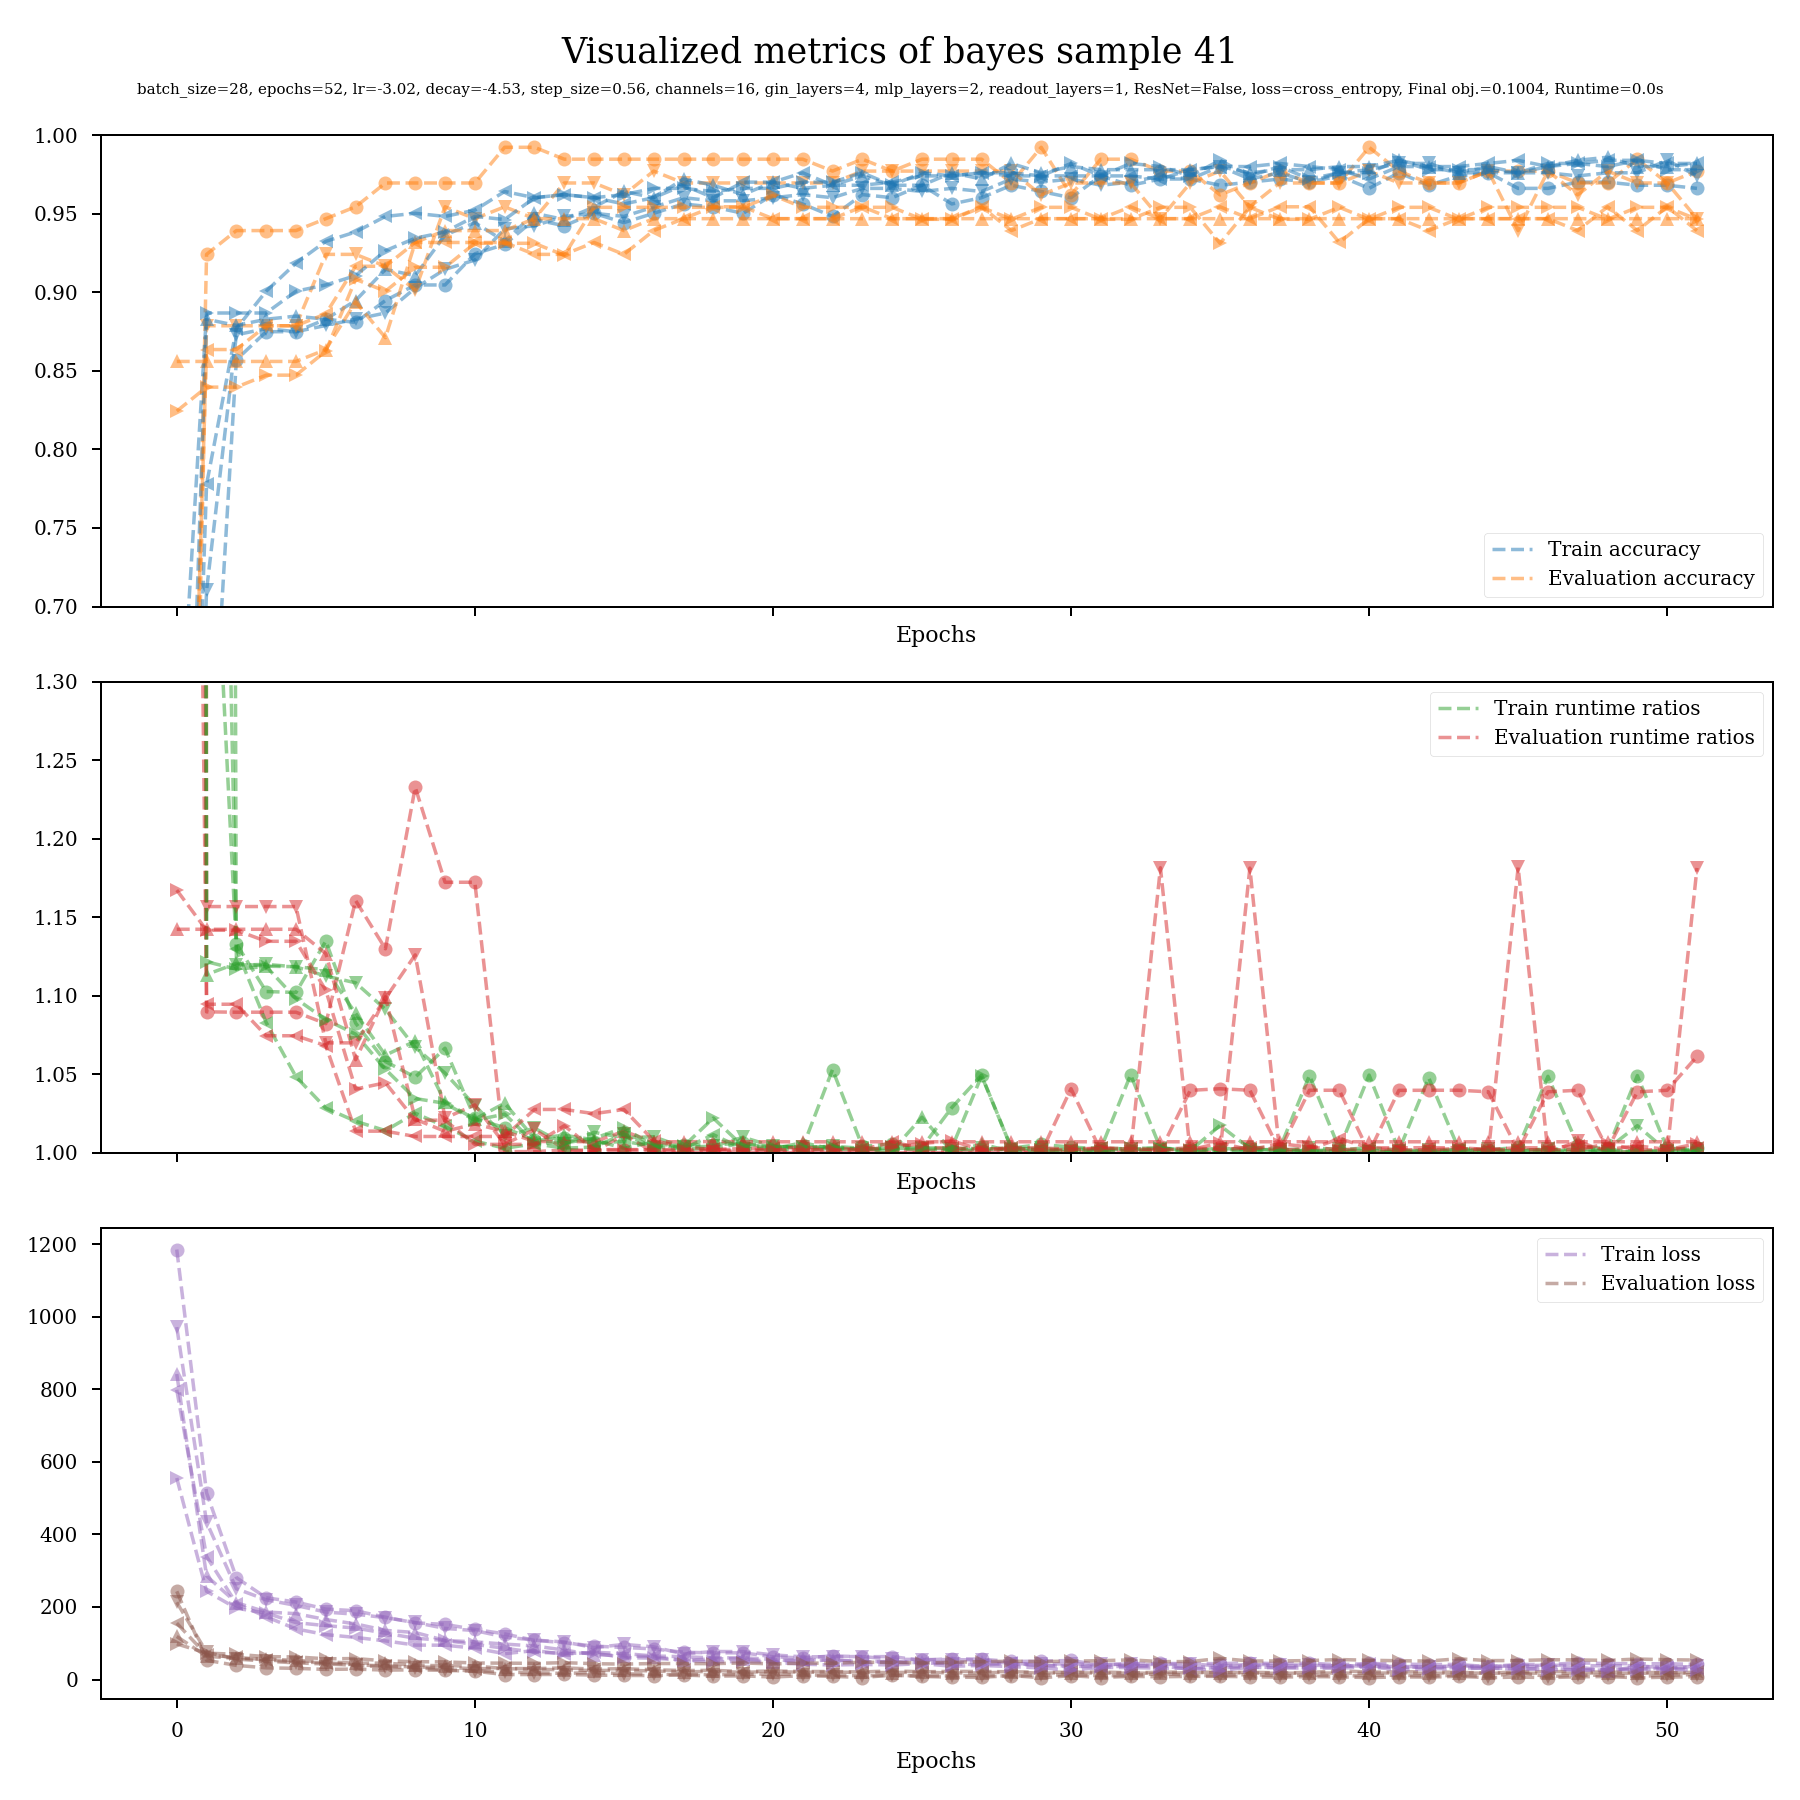 Visualized metrics of bayes sample 41
batch_size=28, epochs=52, lr=-3.02, decay=-4.53, step_size=0.56, channels=16, gin_layers=4, mlp_layers=2, readout_layers=1, ResNet=False, loss=cross_entropy, Final obj.=0.1004, Runtime=0.0s
1.00
0.95
0.90
0.85
0.80
0.75
0.70
Train accuracy
Evaluation accuracy
Epochs
1.30
1.25
1.20
1.15
1.10
1.05
1.00
Train runtime ratios
Evaluation runtime ratios
Epochs
1200
1000
800
600
400
200
0
Train loss
Evaluation loss
0 10 20 30 40 50
Epochs